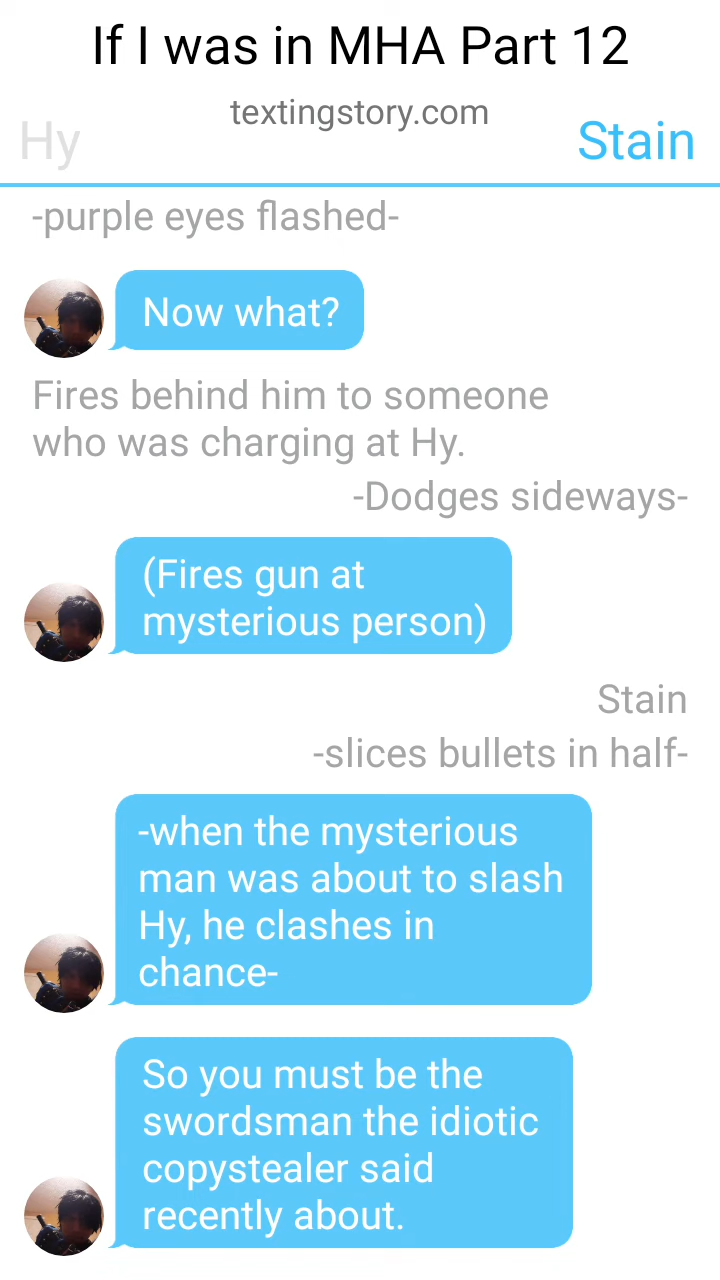 If I was in MHA Part 12
textingstory.com
Hy
Stain
-purple eyes flashed-
Now what?
Fires behind him to someone
who was charging at Hy.
-Dodges sideways-
(Fires gun at
mysterious person)
Stain
-slices bullets in half-
-when the mysterious
man was about to slash
Hy, he clashes in
chance-
So you must be the
swordsman the idiotic
copystealer said
recently about.